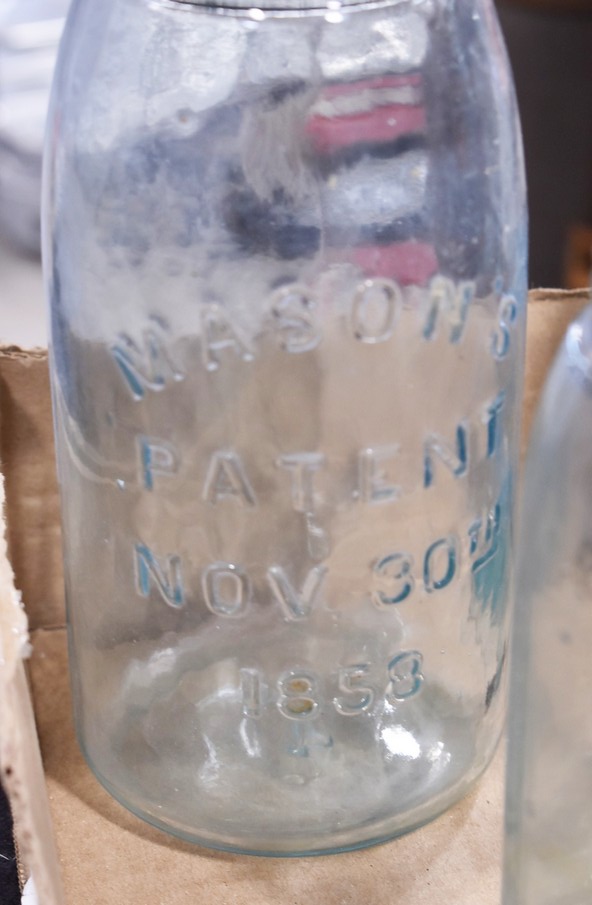 MASON'S
PATENT
NOV 30TH
1858